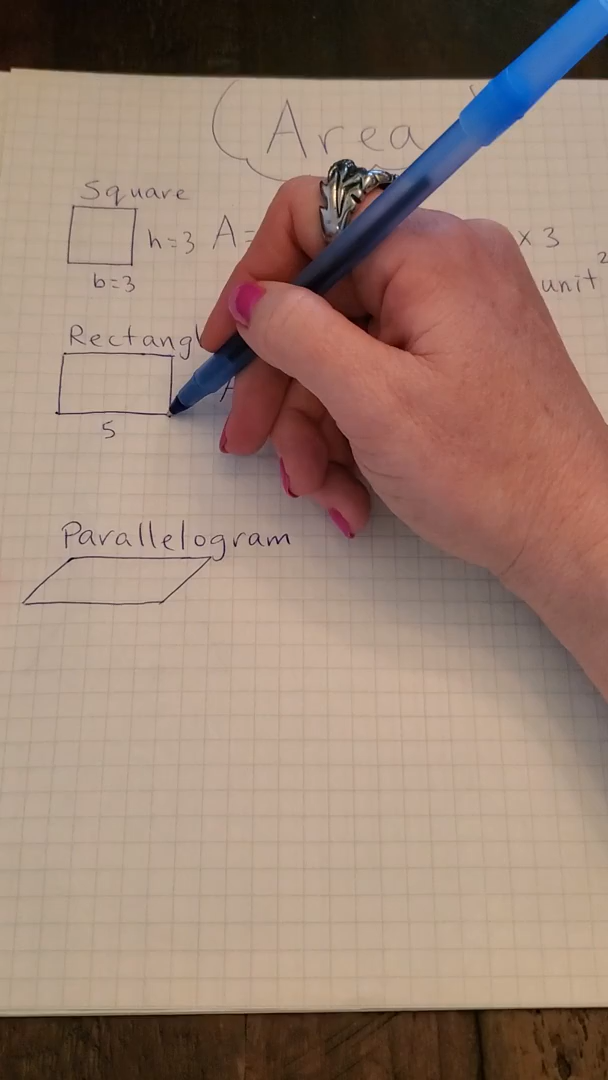 Area
Square
h=3 A= x 3
b=3 unit²
Rectangl
A
5
Parallelogram